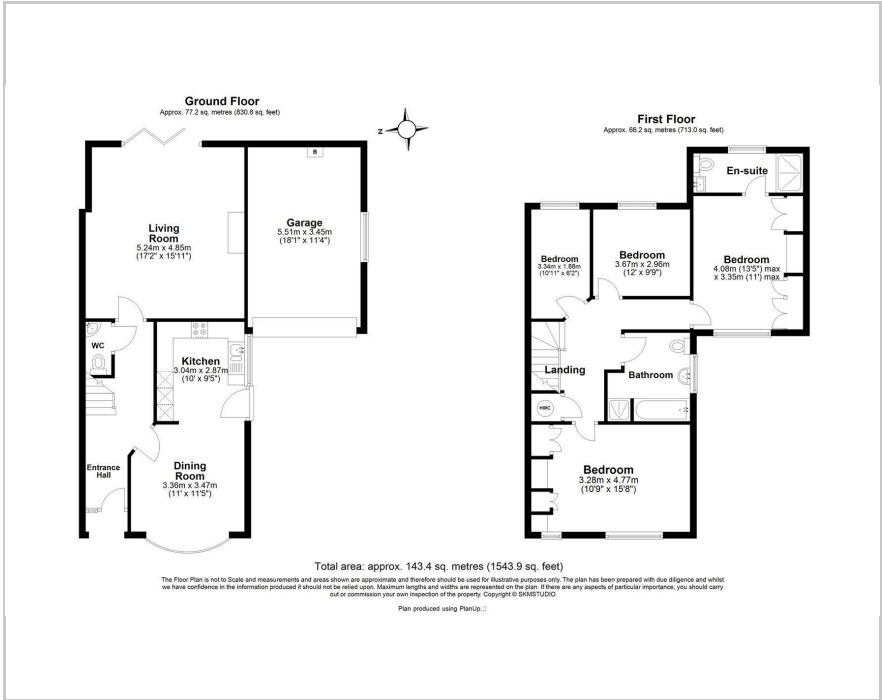 Ground Floor
Approx. 77.2 sq. metres (830.8 sq. feet)
Living
Room
5.24m x 4.85m
(17'2" x 15'11")
B
Garage
5.51m x 3.45m
(18'1" x 11'4")
WC
Kitchen
3.04m x 2.87m
(10' x 9'5")
Entrance
Hall
Dining
Room
3.36m x 3.47m
(11' x 11'5")
Z
First Floor
Approx. 66.2 sq. metres (713.0 sq. feet)
En-suite
Bedroom
3.34m x 1.88m
(10'11" x 6'2")
Bedroom
3.67m x 2.96m
(12' x 9'9")
Bedroom
4.08m (13'5") max
x 3.35m (11') max
Landing
Bathroom
HWC
Bedroom
3.28m x 4.77m
(10'9" x 15'8")
Total area: approx. 143.4 sq. metres (1543.9 sq. feet)
The Floor Plan is not to Scale and measurements and areas shown are approximate and therefore should be used for illustrative purposes only. The plan has been prepared with due diligence and whilst
we have confidence in the information produced it should not be relied upon. Maximum lengths and widths are represented on the plan. If there are any aspects of particular importance, you should carry
out or commission your own inspection of the property. Copyright © SKMSTUDIO
Plan produced using PlanUp.